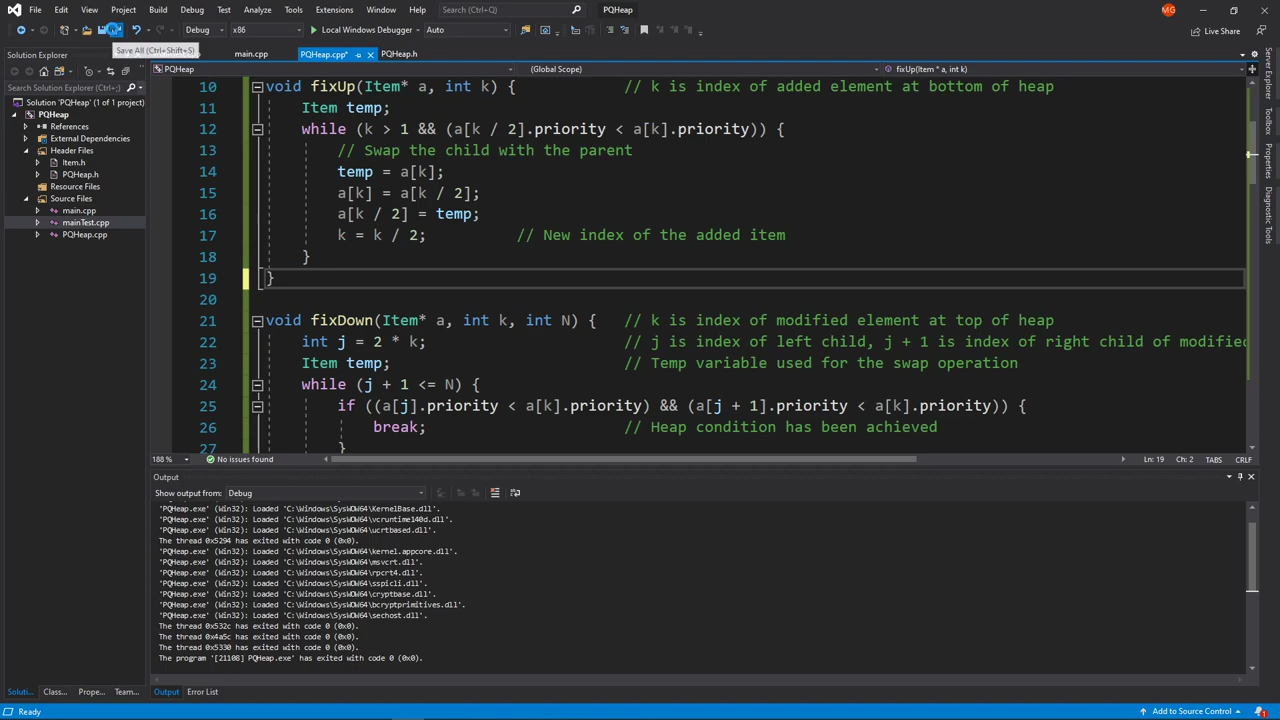 File Edit View Git Project Build Debug Test Analyze Tools Extensions Window Help Search (Ctrl+Q) PQHeap MG
Debug x86 Local Windows Debugger Auto Live Share
Save All (Ctrl+Shift+S)
Solution Explorer main.cpp PQHeap.cpp* PQHeap.h
PQHeap (Global Scope) fixUp(Item * a, int k)
Search Solution Explorer (Ctrl+;)
Solution 'PQHeap' (1 of 1 project)
PQHeap
References
External Dependencies
Header Files
Item.h
PQHeap.h
Resource Files
Source Files
main.cpp
mainTest.cpp
PQHeap.cpp
10 void fixUp(Item* a, int k) { // k is index of added element at bottom of heap
11 Item temp;
12 while (k > 1 && (a[k / 2].priority < a[k].priority)) {
13 // Swap the child with the parent
14 temp = a[k];
15 a[k] = a[k / 2];
16 a[k / 2] = temp;
17 k = k / 2; // New index of the added item
18 }
19 }
20
21 void fixDown(Item* a, int k, int N) { // k is index of modified element at top of heap
22 int j = 2 * k; // j is index of left child, j + 1 is index of right child of modified
23 Item temp; // Temp variable used for the swap operation
24 while (j + 1 <= N) {
25 if ((a[j].priority < a[k].priority) && (a[j + 1].priority < a[k].priority)) {
26 break; // Heap condition has been achieved
27 }
188 % No issues found Ln: 19 Ch: 2 TABS CRLF
Output
Show output from: Debug
'PQHeap.exe' (Win32): Loaded 'C:\Windows\SysWOW64\KernelBase.dll'.
'PQHeap.exe' (Win32): Loaded 'C:\Windows\SysWOW64\vcruntime140d.dll'.
'PQHeap.exe' (Win32): Loaded 'C:\Windows\SysWOW64\ucrtbased.dll'.
The thread 0x5294 has exited with code 0 (0x0).
'PQHeap.exe' (Win32): Loaded 'C:\Windows\SysWOW64\kernel.appcore.dll'.
'PQHeap.exe' (Win32): Loaded 'C:\Windows\SysWOW64\msvcrt.dll'.
'PQHeap.exe' (Win32): Loaded 'C:\Windows\SysWOW64\rpcrt4.dll'.
'PQHeap.exe' (Win32): Loaded 'C:\Windows\SysWOW64\sspicli.dll'.
'PQHeap.exe' (Win32): Loaded 'C:\Windows\SysWOW64\cryptbase.dll'.
'PQHeap.exe' (Win32): Loaded 'C:\Windows\SysWOW64\bcryptprimitives.dll'.
'PQHeap.exe' (Win32): Loaded 'C:\Windows\SysWOW64\sechost.dll'.
The thread 0x532c has exited with code 0 (0x0).
The thread 0x4a5c has exited with code 0 (0x0).
The thread 0x5330 has exited with code 0 (0x0).
The program '[21108] PQHeap.exe' has exited with code 0 (0x0).
Soluti... Class... Prope... Team... Output Error List
Ready Add to Source Control 1
Server Explorer
Toolbox
Properties
Diagnostic Tools